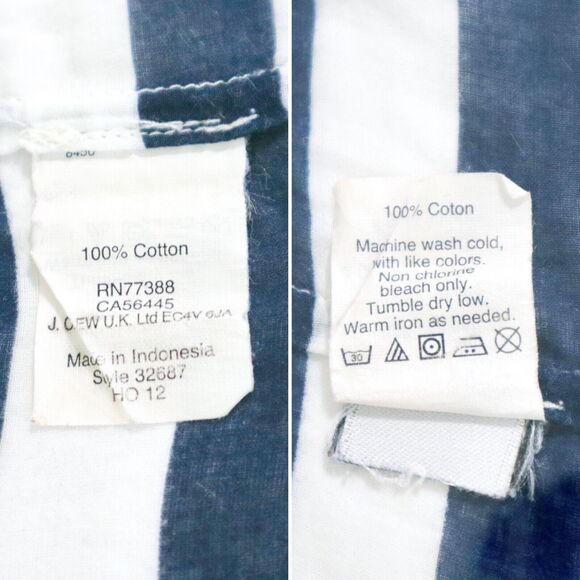 100% Cotton
RN77388
CA56445
J. CEW U.K. Ltd EC4V 6JA
Made in Indonesia
Style 32687
HO 12
100% Coton
Machine wash cold,
with like colors.
Non chlorine
bleach only.
Tumble dry low.
Warm iron as needed.
30